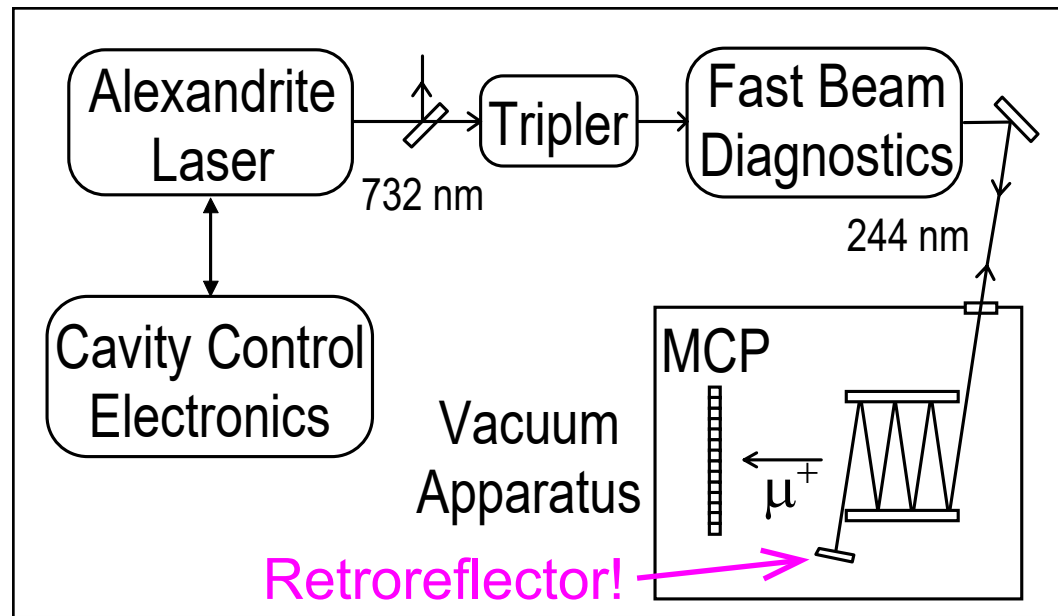 Alexandrite
Laser
732 nm
Tripler
Fast Beam
Diagnostics
244 nm
Cavity Control
Electronics
Vacuum
Apparatus
MCP
μ⁺
Retroreflector!